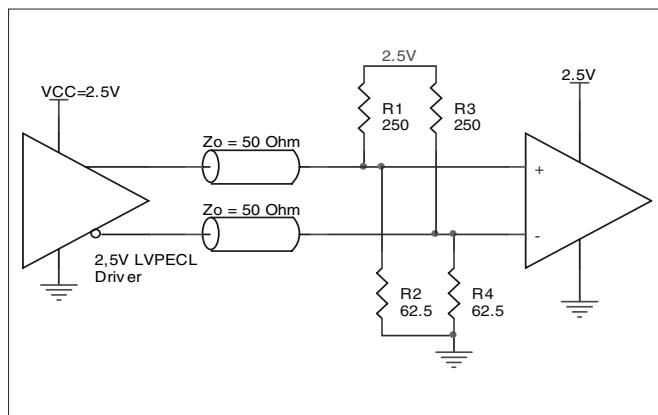 2.5V
VCC=2.5V
2.5V
R1
250
R3
250
Zo = 50 Ohm
+
Zo = 50 Ohm
-
2,5V LVPECL
Driver
R2
62.5
R4
62.5